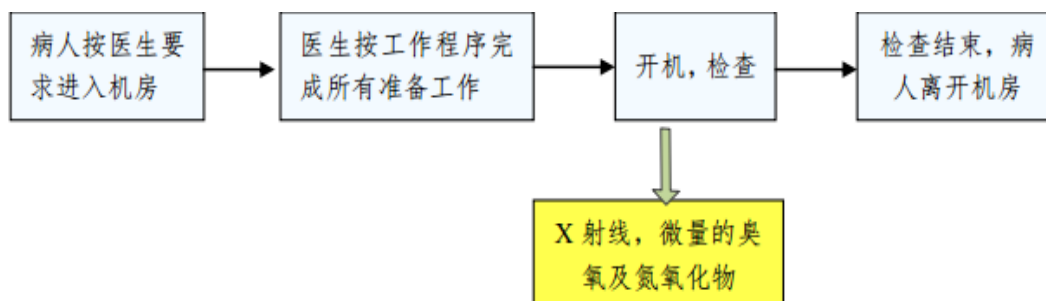 病人按医生要
求进入机房
医生按工作程序完
成所有准备工作
开机，检查
检查结束，病
人离开机房
X 射线，微量的臭
氧及氮氧化物